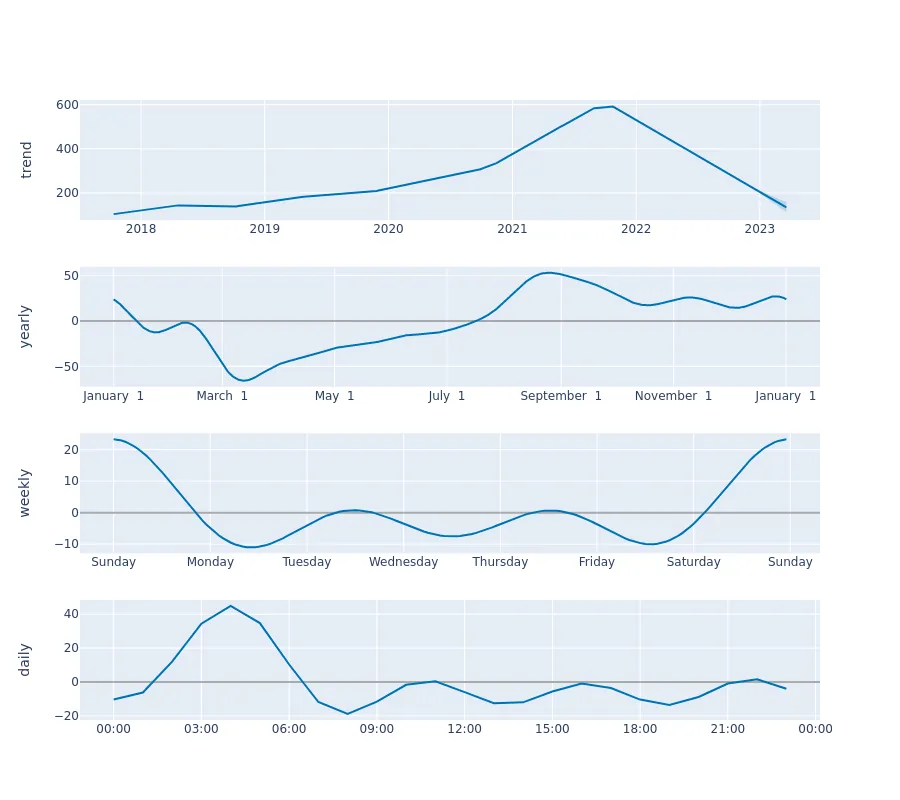 trend
600
400
200
2018 2019 2020 2021 2022 2023
yearly
50
0
−50
January 1 March 1 May 1 July 1 September 1 November 1 January 1
weekly
20
10
0
−10
Sunday Monday Tuesday Wednesday Thursday Friday Saturday Sunday
daily
40
20
0
−20
00:00 03:00 06:00 09:00 12:00 15:00 18:00 21:00 00:00